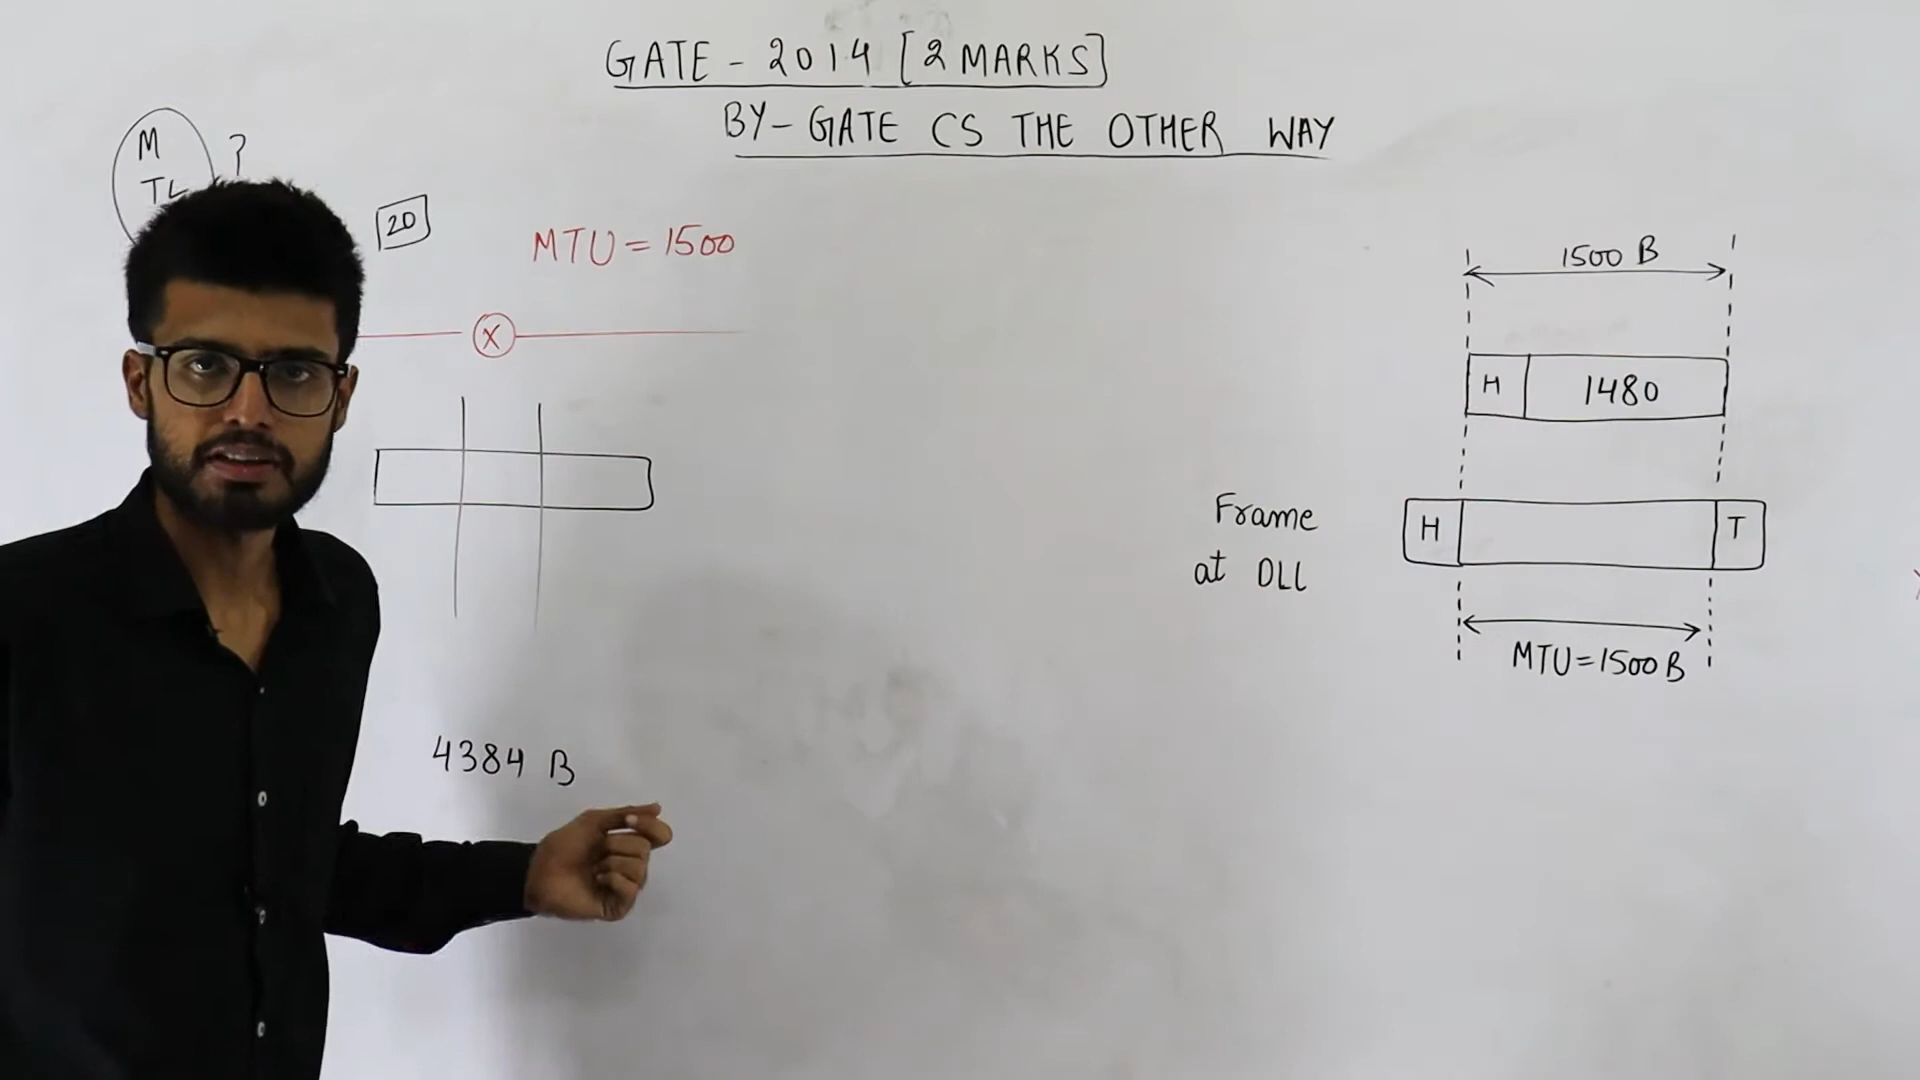 GATE - 2014 [2 MARKS]
BY - GATE CS THE OTHER WAY
M ?
TL
20
MTU = 1500
X
4384 B
1500 B
H 1480
Frame
at DLL
H T
MTU = 1500 B